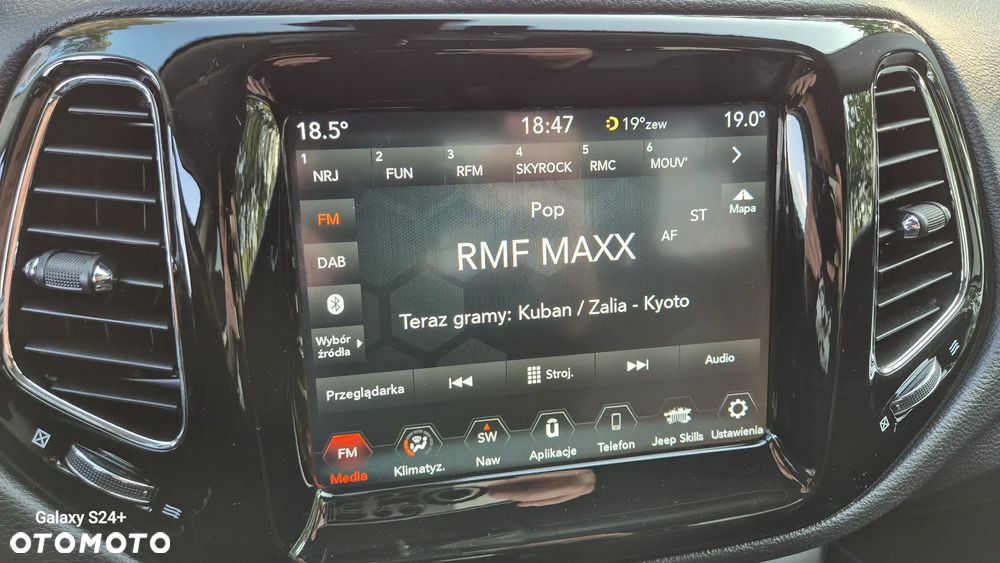 18.5° 18:47 19°zew 19.0°
1 NRJ 2 FUN 3 RFM 4 SKYROCK 5 RMC 6 MOUV'
FM
Pop
ST
Mapa
AF
RMF MAXX
DAB
Teraz gramy: Kuban / Zalia - Kyoto
Wybór
źródła
Przeglądarka
Stroj.
Audio
FM
SW
Media
Klimatyz.
Naw
Aplikacje
Telefon
Jeep Skills
Ustawienia
Galaxy S24+
OTOMOTO